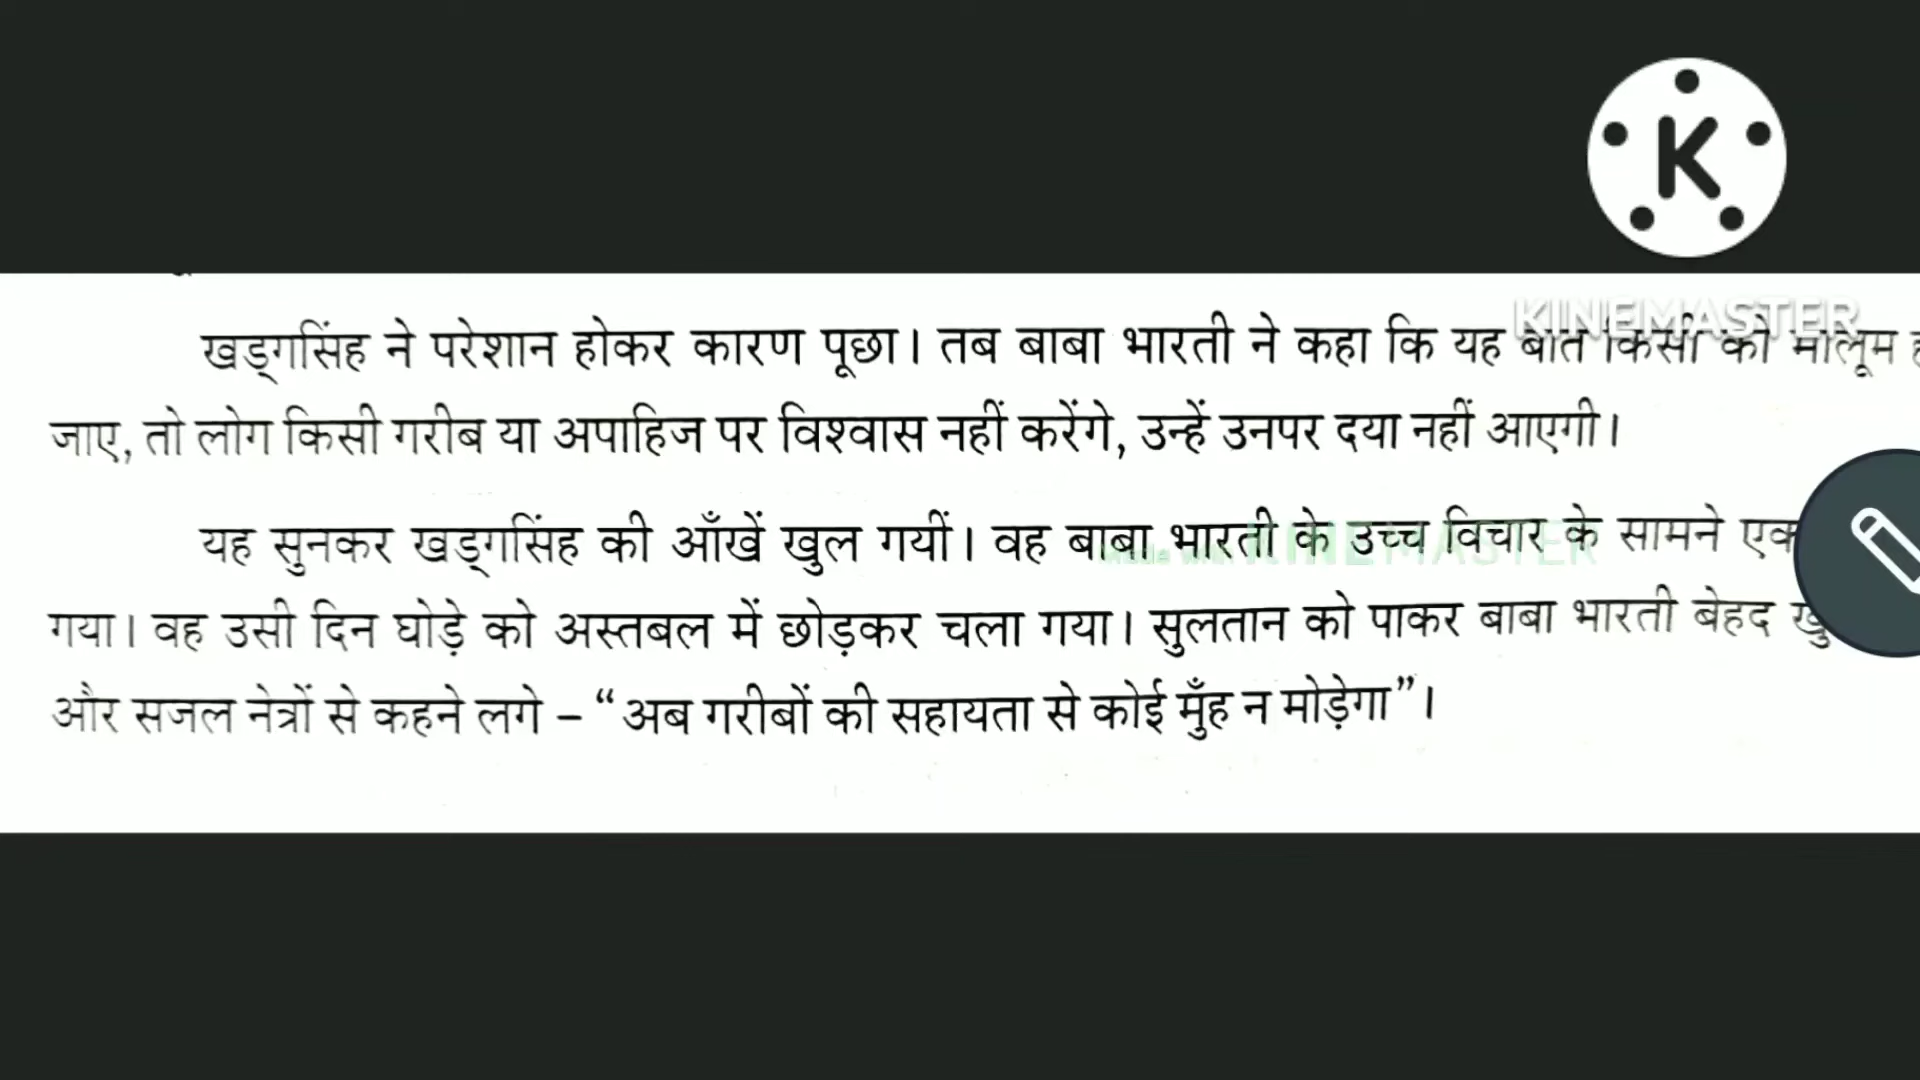 K
KINEMASTER
खड्गसिंह ने परेशान होकर कारण पूछा। तब बाबा भारती ने कहा कि यह बात किसी को मालूम
जाए, तो लोग किसी गरीब या अपाहिज पर विश्वास नहीं करेंगे, उन्हें उनपर दया नहीं आएगी।
यह सुनकर खड्गसिंह की आँखें खुल गयीं। वह बाबा भारती के उच्च विचार के सामने एक
गया। वह उसी दिन घोड़े को अस्तबल में छोड़कर चला गया। सुलतान को पाकर बाबा भारती बेहद
और सजल नेत्रों से कहने लगे – “अब गरीबों की सहायता से कोई मुँह न मोड़ेगा”।